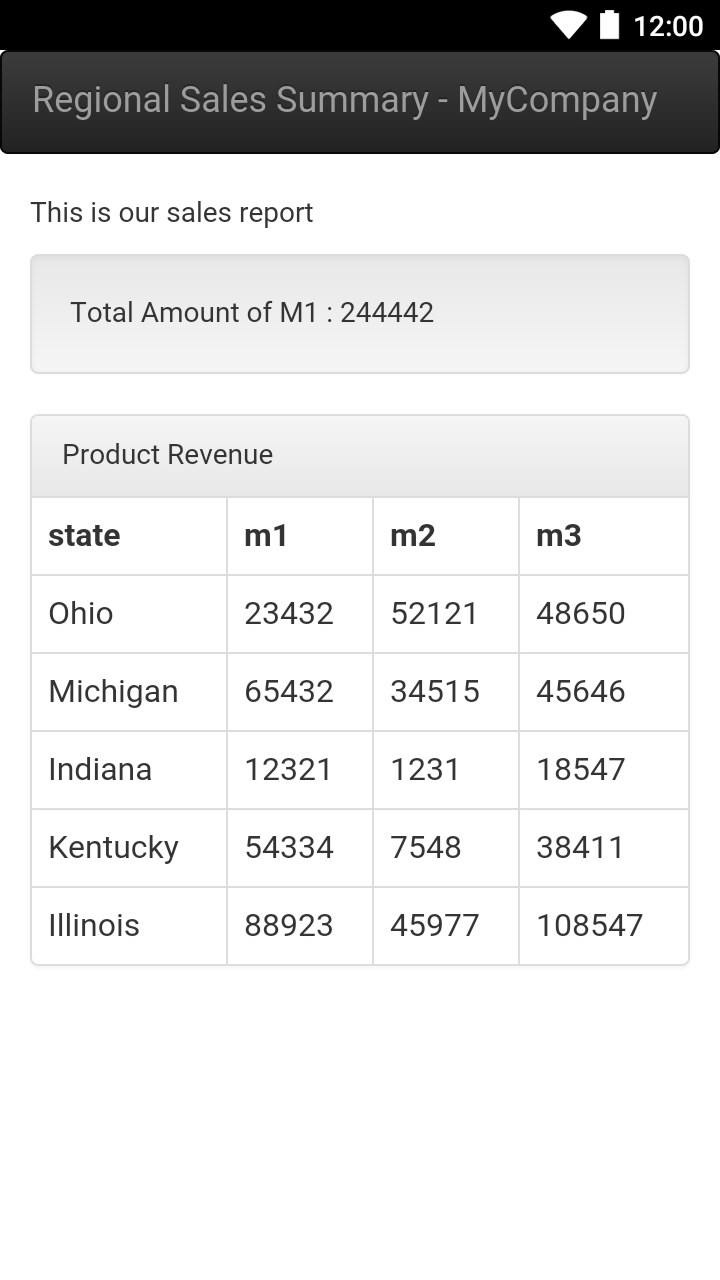 12:00
Regional Sales Summary - MyCompany
This is our sales report
Total Amount of M1 : 244442
Product Revenue
state m1 m2 m3
Ohio 23432 52121 48650
Michigan 65432 34515 45646
Indiana 12321 1231 18547
Kentucky 54334 7548 38411
Illinois 88923 45977 108547